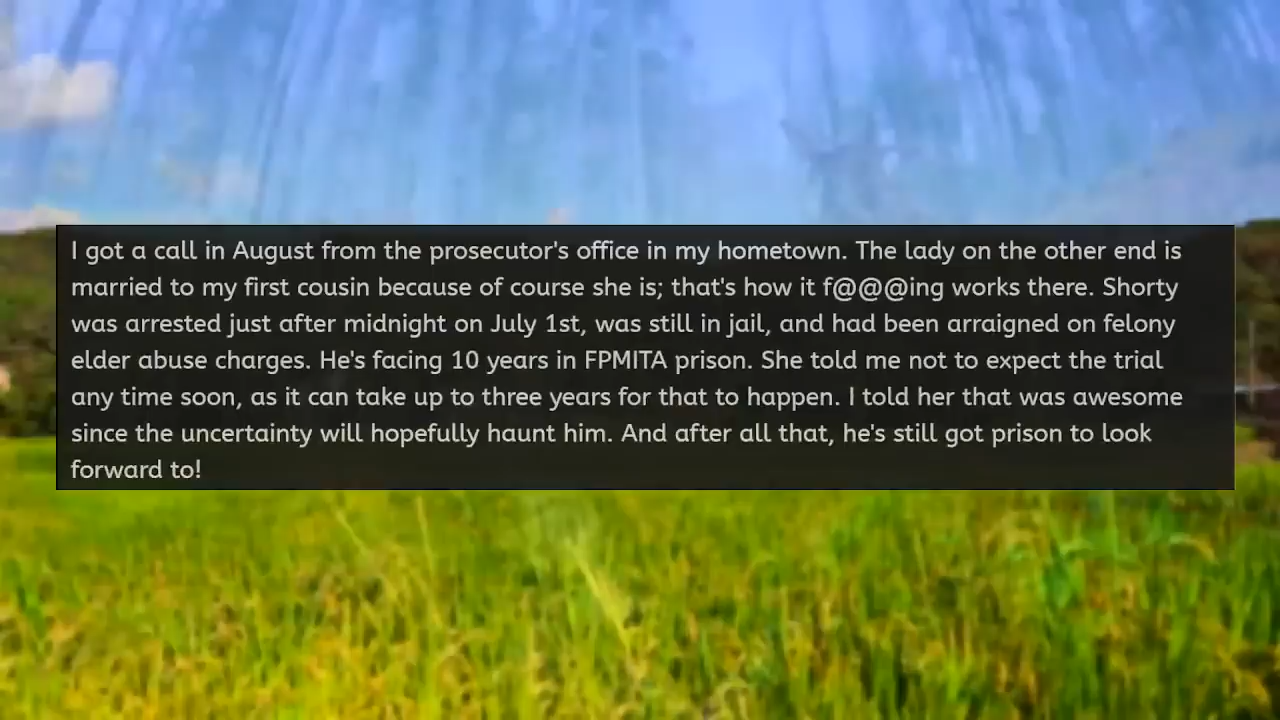 I got a call in August from the prosecutor's office in my hometown. The lady on the other end is
married to my first cousin because of course she is; that's how it f@@@ing works there. Shorty
was arrested just after midnight on July 1st, was still in jail, and had been arraigned on felony
elder abuse charges. He's facing 10 years in FPMITA prison. She told me not to expect the trial
any time soon, as it can take up to three years for that to happen. I told her that was awesome
since the uncertainty will hopefully haunt him. And after all that, he's still got prison to look
forward to!